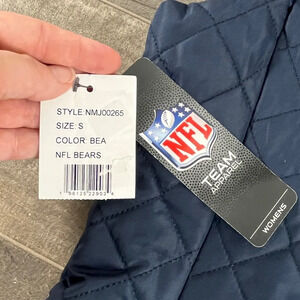 STYLE NMJ00265
SIZE: S
COLOR: BEA
NFL BEARS
NFL
TEAM
APPAREL
WOMENS